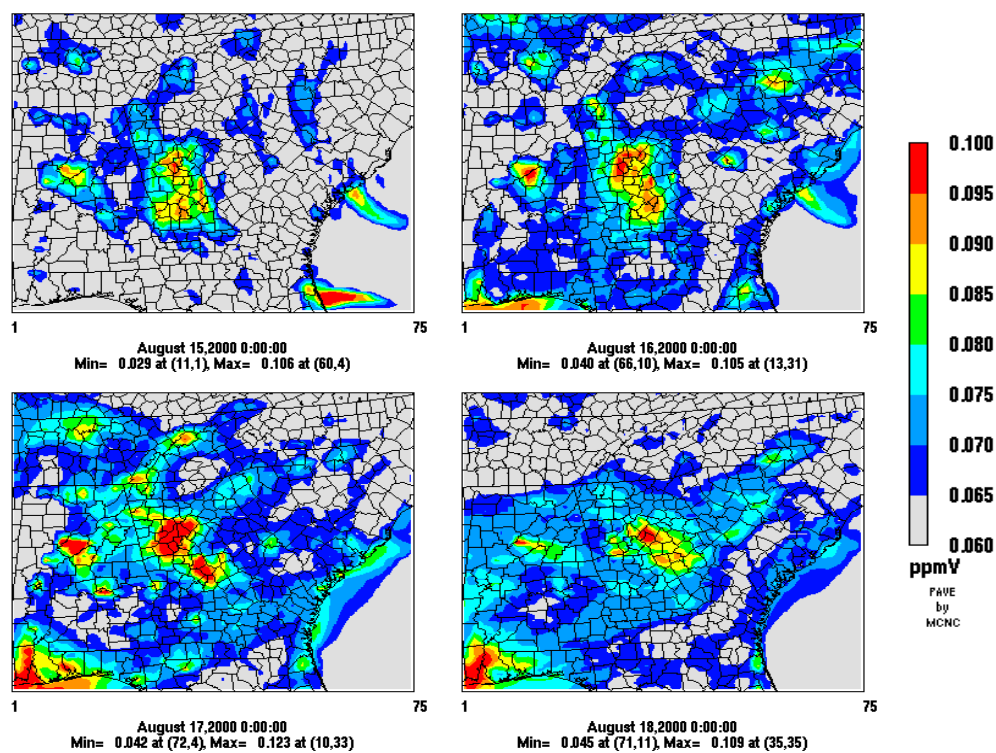 1 75
August 15,2000 0:00:00
Min= 0.029 at (11,1), Max= 0.106 at (60,4)
1 75
August 16,2000 0:00:00
Min= 0.040 at (66,10), Max= 0.105 at (13,31)
1 75
August 17,2000 0:00:00
Min= 0.042 at (72,4), Max= 0.123 at (10,33)
1 75
August 18,2000 0:00:00
Min= 0.045 at (71,11), Max= 0.109 at (35,35)
0.100
0.095
0.090
0.085
0.080
0.075
0.070
0.065
0.060
ppmV
PAVE
by
MCNC